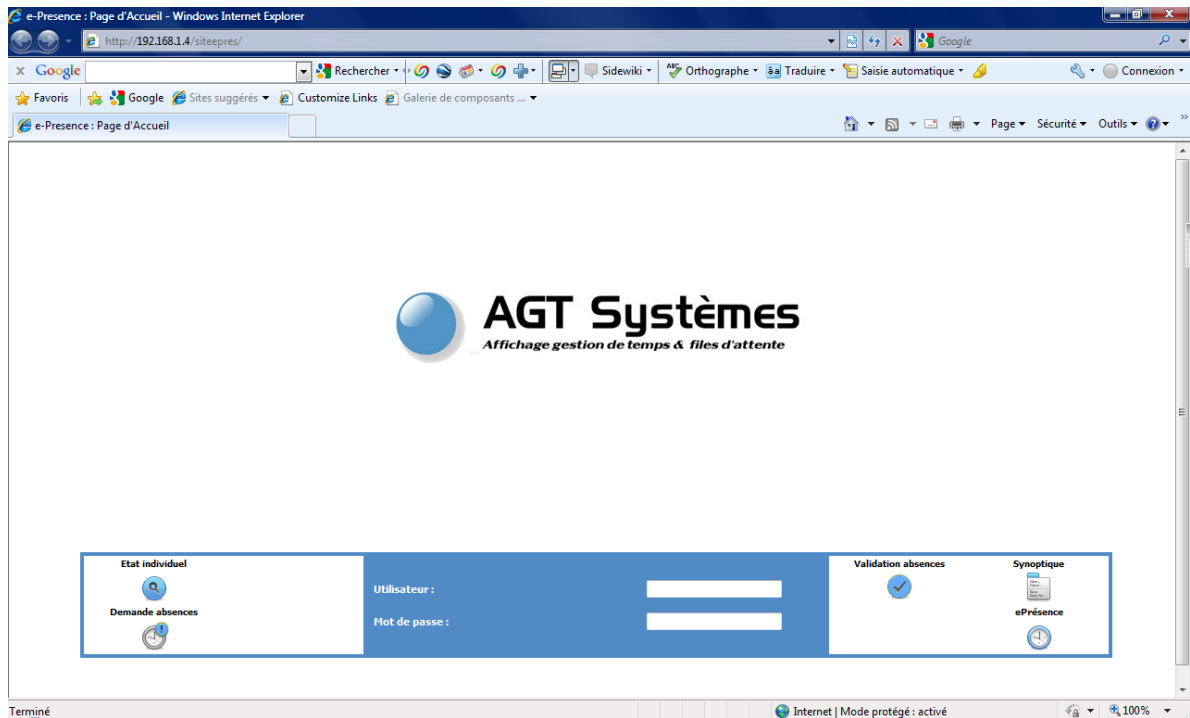 e-Presence : Page d'Accueil - Windows Internet Explorer
http://192.168.1.4/siteepres/
Google
x Google Rechercher Sidewiki Orthographe Traduire Saisie automatique Connexion
Favoris Google Sites suggérés Customize Links Galerie de composants ...
e-Presence : Page d'Accueil Page Sécurité Outils
AGT Systèmes
Affichage gestion de temps & files d'attente
Etat individuel
Demande absences
Utilisateur :
Mot de passe :
Validation absences
Synoptique
ePrésence
Terminé Internet | Mode protégé : activé 100%